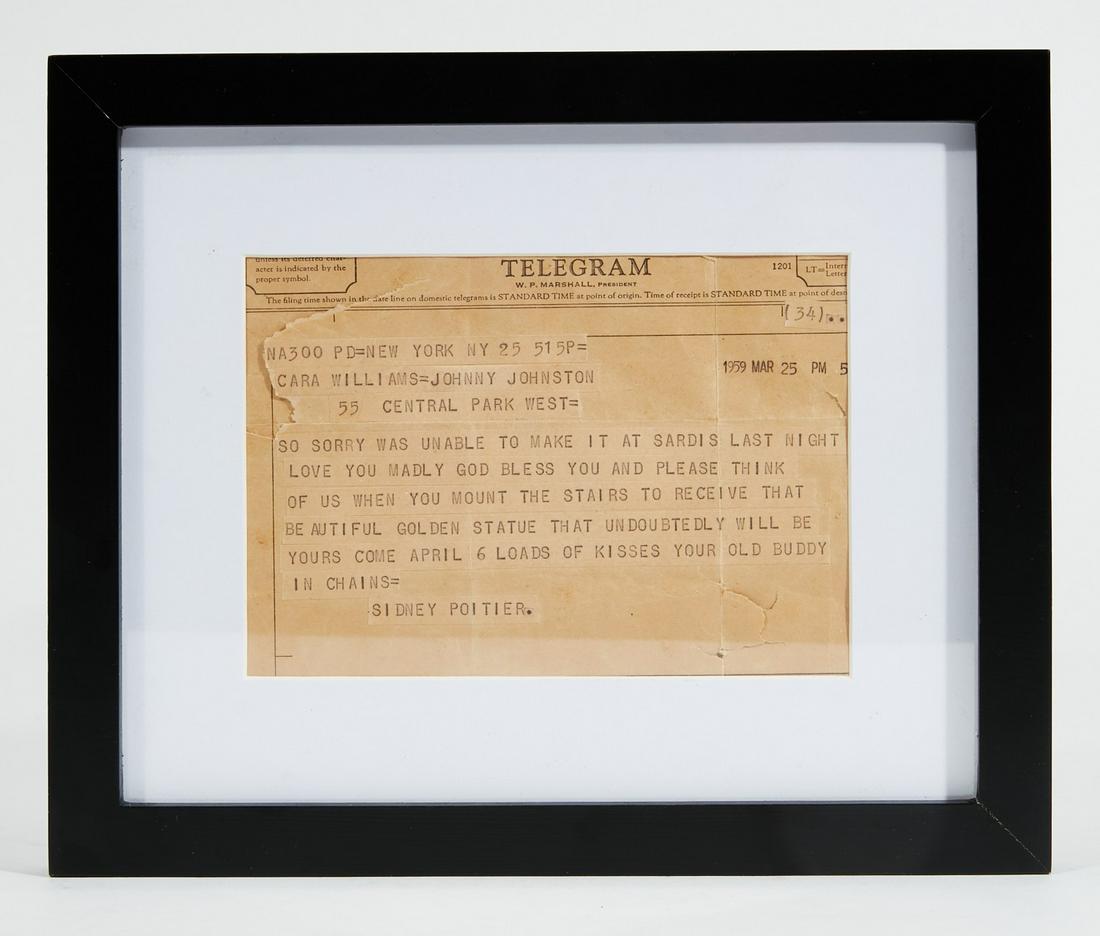 unless its deferred char-
acter is indicated by the
proper symbol.
TELEGRAM
W. P. MARSHALL, PRESIDENT
1201
LT=
The filing time shown in the date line on domestic telegrams is STANDARD TIME at point of origin. Time of receipt is STANDARD TIME at point of
(34)..
NA300 PD=NEW YORK NY 25 515P=
1959 MAR 25 PM 5
CARA WILLIAMS=JOHNNY JOHNSTON
55 CENTRAL PARK WEST=
SO SORRY WAS UNABLE TO MAKE IT AT SARDIS LAST NIGHT
LOVE YOU MADLY GOD BLESS YOU AND PLEASE THINK
OF US WHEN YOU MOUNT THE STAIRS TO RECEIVE THAT
BEAUTIFUL GOLDEN STATUE THAT UNDOUBTEDLY WILL BE
YOURS COME APRIL 6 LOADS OF KISSES YOUR OLD BUDDY
IN CHAINS=
SIDNEY POITIER.